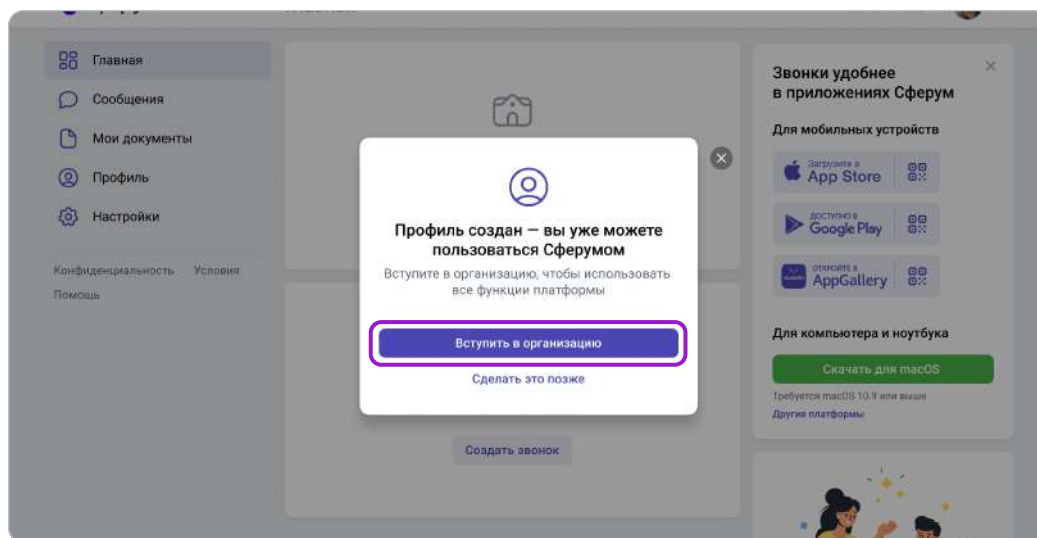 Главная
Сообщения
Мои документы
Профиль
Настройки
Конфиденциальность Условия
Помощь
Профиль создан — вы уже можете
пользоваться Сферумом
Вступите в организацию, чтобы использовать
все функции платформы
Вступить в организацию
Сделать это позже
Создать звонок
Звонки удобнее
в приложениях Сферум
Для мобильных устройств
Загрузите в
App Store
ДОСТУПНО В
Google Play
ОТКРОЙТЕ В
AppGallery
Для компьютера и ноутбука
Скачать для macOS
Требуется macOS 10.9 или выше
Другие платформы